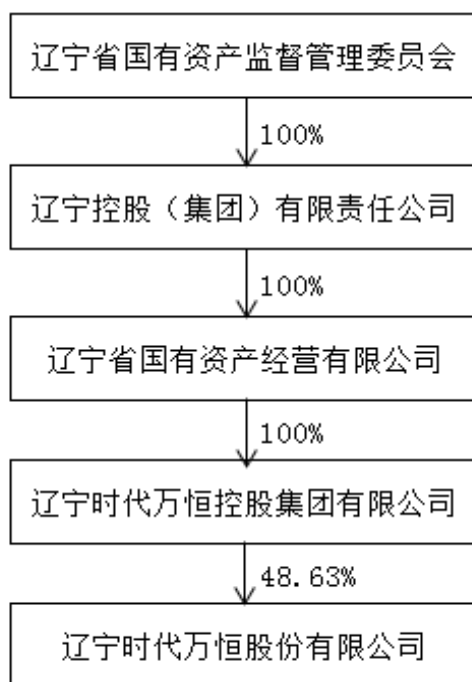 辽宁省国有资产监督管理委员会
100%
辽宁控股（集团）有限责任公司
100%
辽宁省国有资产经营有限公司
100%
辽宁时代万恒控股集团有限公司
48.63%
辽宁时代万恒股份有限公司